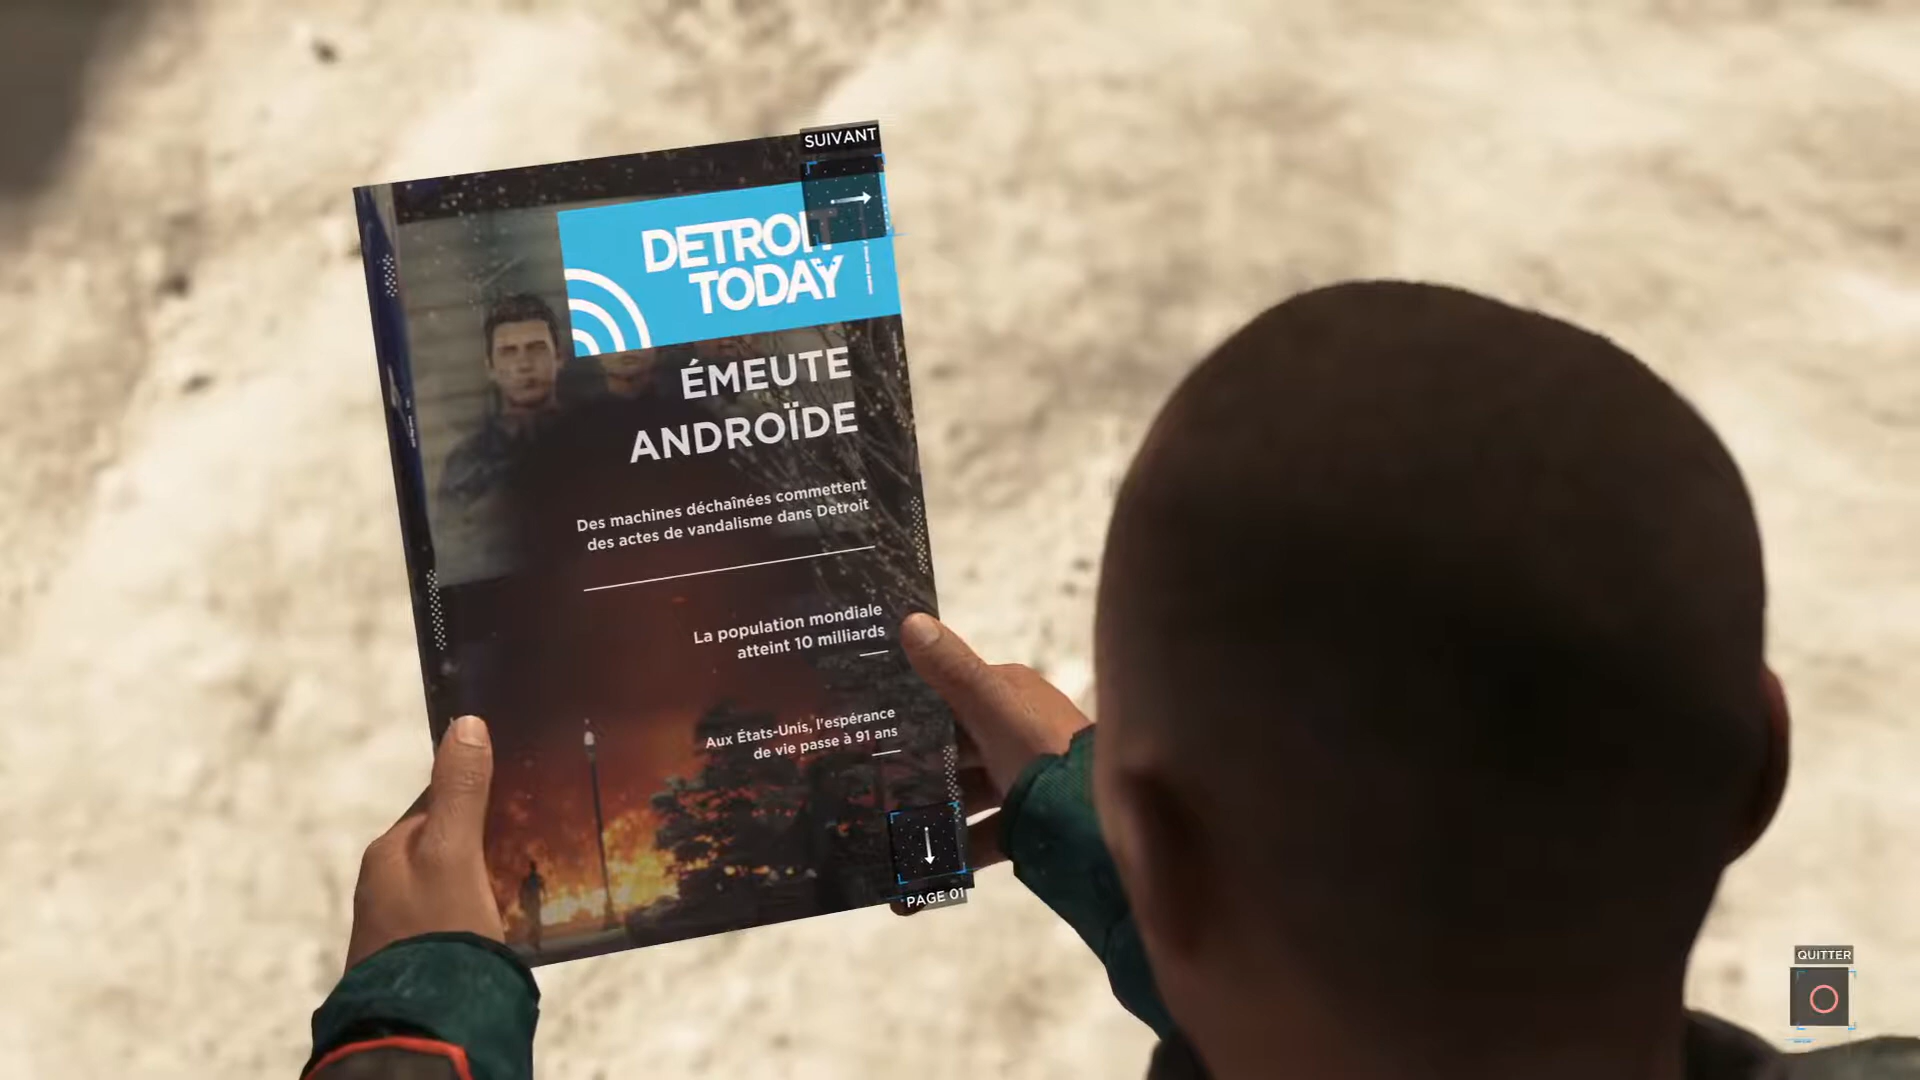 SUIVANT
DETROIT
TODAY
ÉMEUTE
ANDROÏDE
Des machines déchaînées commettent
des actes de vandalisme dans Detroit
La population mondiale
atteint 10 milliards
Aux États-Unis, l'espérance
de vie passe à 91 ans
PAGE 01
QUITTER